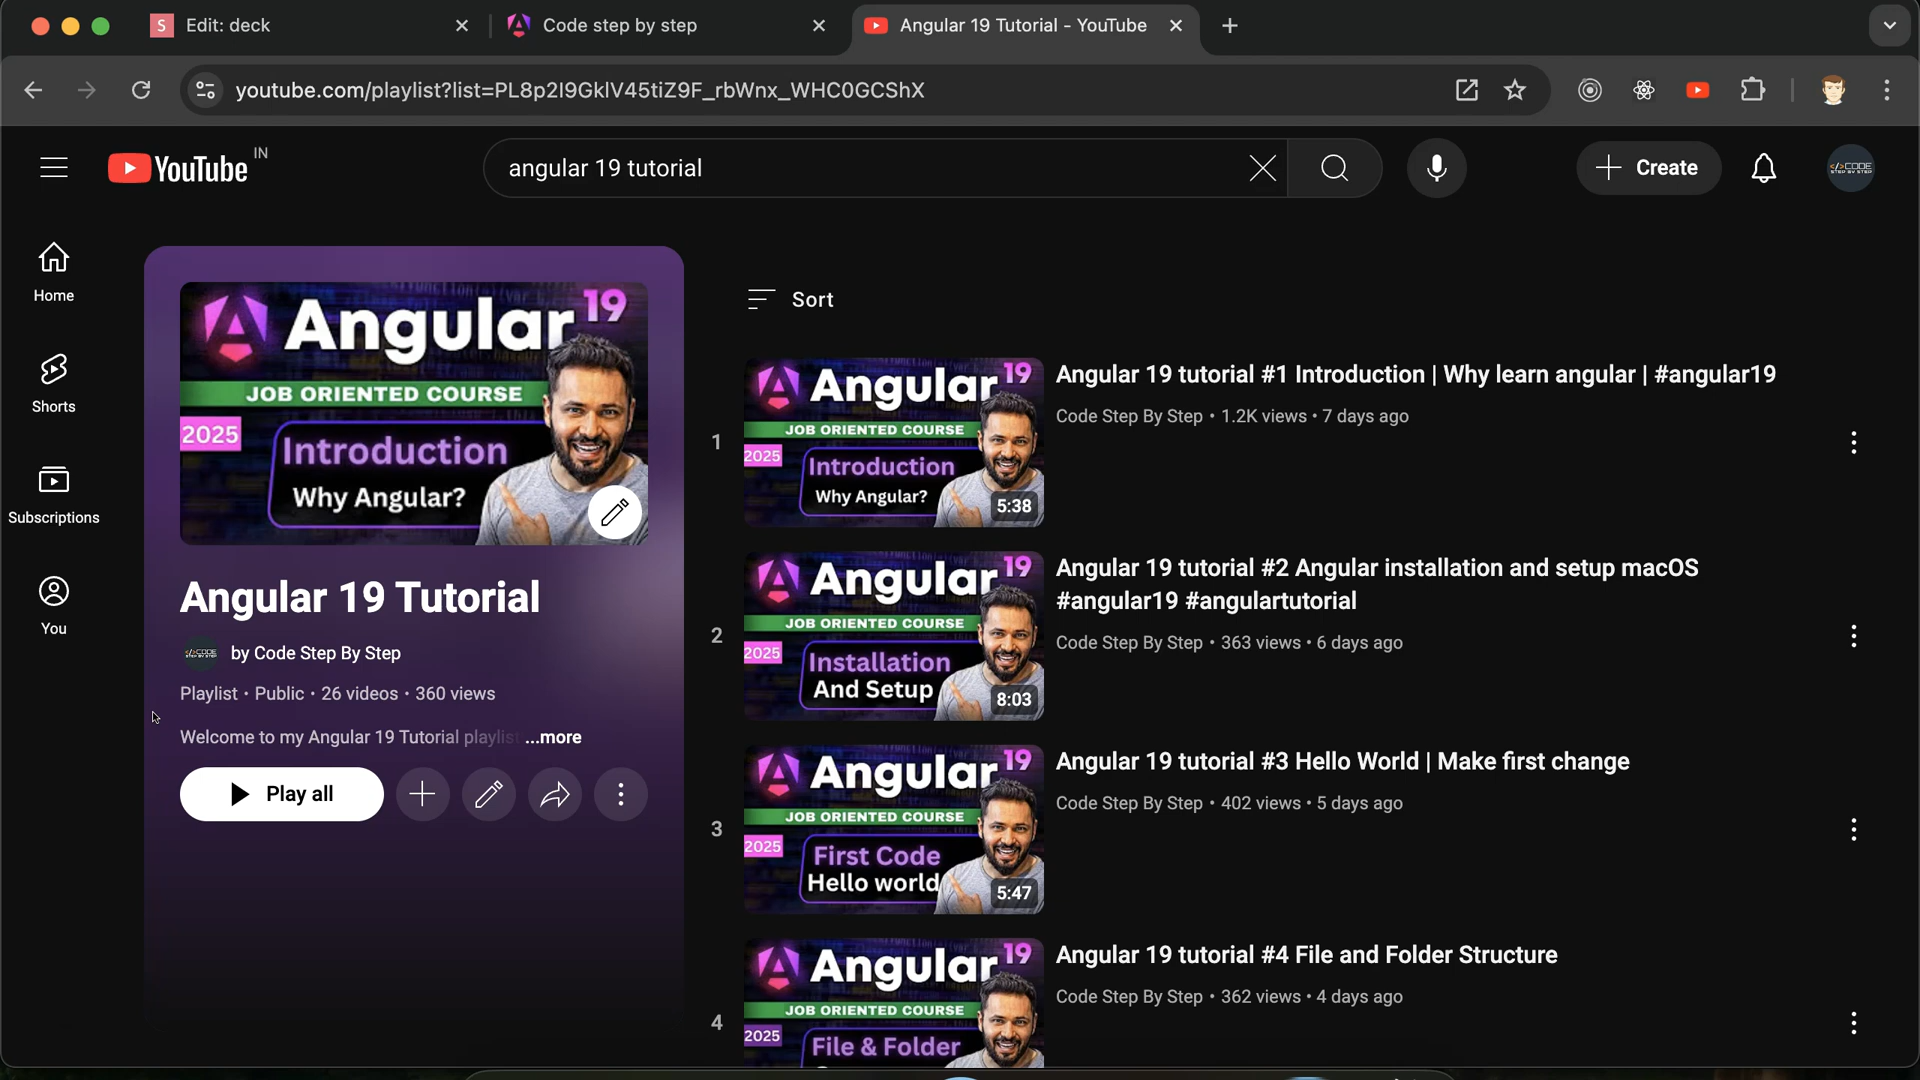 Edit: deck
Code step by step
Angular 19 Tutorial - YouTube
youtube.com/playlist?list=PL8p2I9GklV45tiZ9F_rbWnx_WHC0GCShX
YouTube IN
angular 19 tutorial
Create
</>CODE
STEP BY STEP
Home
Shorts
Subscriptions
You
Angular 19
JOB ORIENTED COURSE
2025
Introduction
Why Angular?
Angular 19 Tutorial
by Code Step By Step
Playlist • Public • 26 videos • 360 views
Welcome to my Angular 19 Tutorial playlis ...more
Play all
Sort
1
Angular 19
JOB ORIENTED COURSE
2025
Introduction
Why Angular?
5:38
Angular 19 tutorial #1 Introduction | Why learn angular | #angular19
Code Step By Step • 1.2K views • 7 days ago
2
Angular 19
JOB ORIENTED COURSE
2025
Installation
And Setup
8:03
Angular 19 tutorial #2 Angular installation and setup macOS
#angular19 #angulartutorial
Code Step By Step • 363 views • 6 days ago
3
Angular 19
JOB ORIENTED COURSE
2025
First Code
Hello world
5:47
Angular 19 tutorial #3 Hello World | Make first change
Code Step By Step • 402 views • 5 days ago
4
Angular 19
JOB ORIENTED COURSE
2025
File & Folder
Angular 19 tutorial #4 File and Folder Structure
Code Step By Step • 362 views • 4 days ago